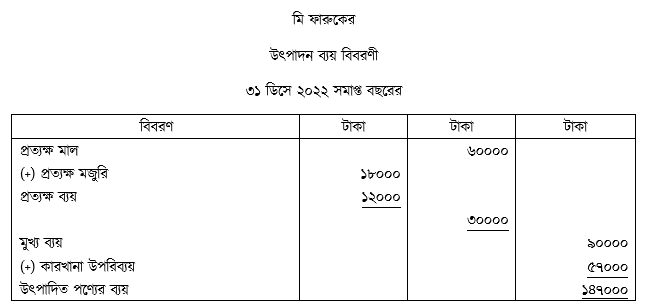 মি ফারুকের
উৎপাদন ব্যয় বিবরণী
৩১ ডিসে ২০২২ সমাপ্ত বছরের
বিবরণ টাকা টাকা টাকা
প্রত্যক্ষ মাল ৬০০০০
(+) প্রত্যক্ষ মজুরি ১৮০০০
প্রত্যক্ষ ব্যয় ১২০০০
৩০০০০
মুখ্য ব্যয় ৯০০০০
(+) কারখানা উপরিব্যয় ৫৭০০০
উৎপাদিত পণ্যের ব্যয় ১৪৭০০০